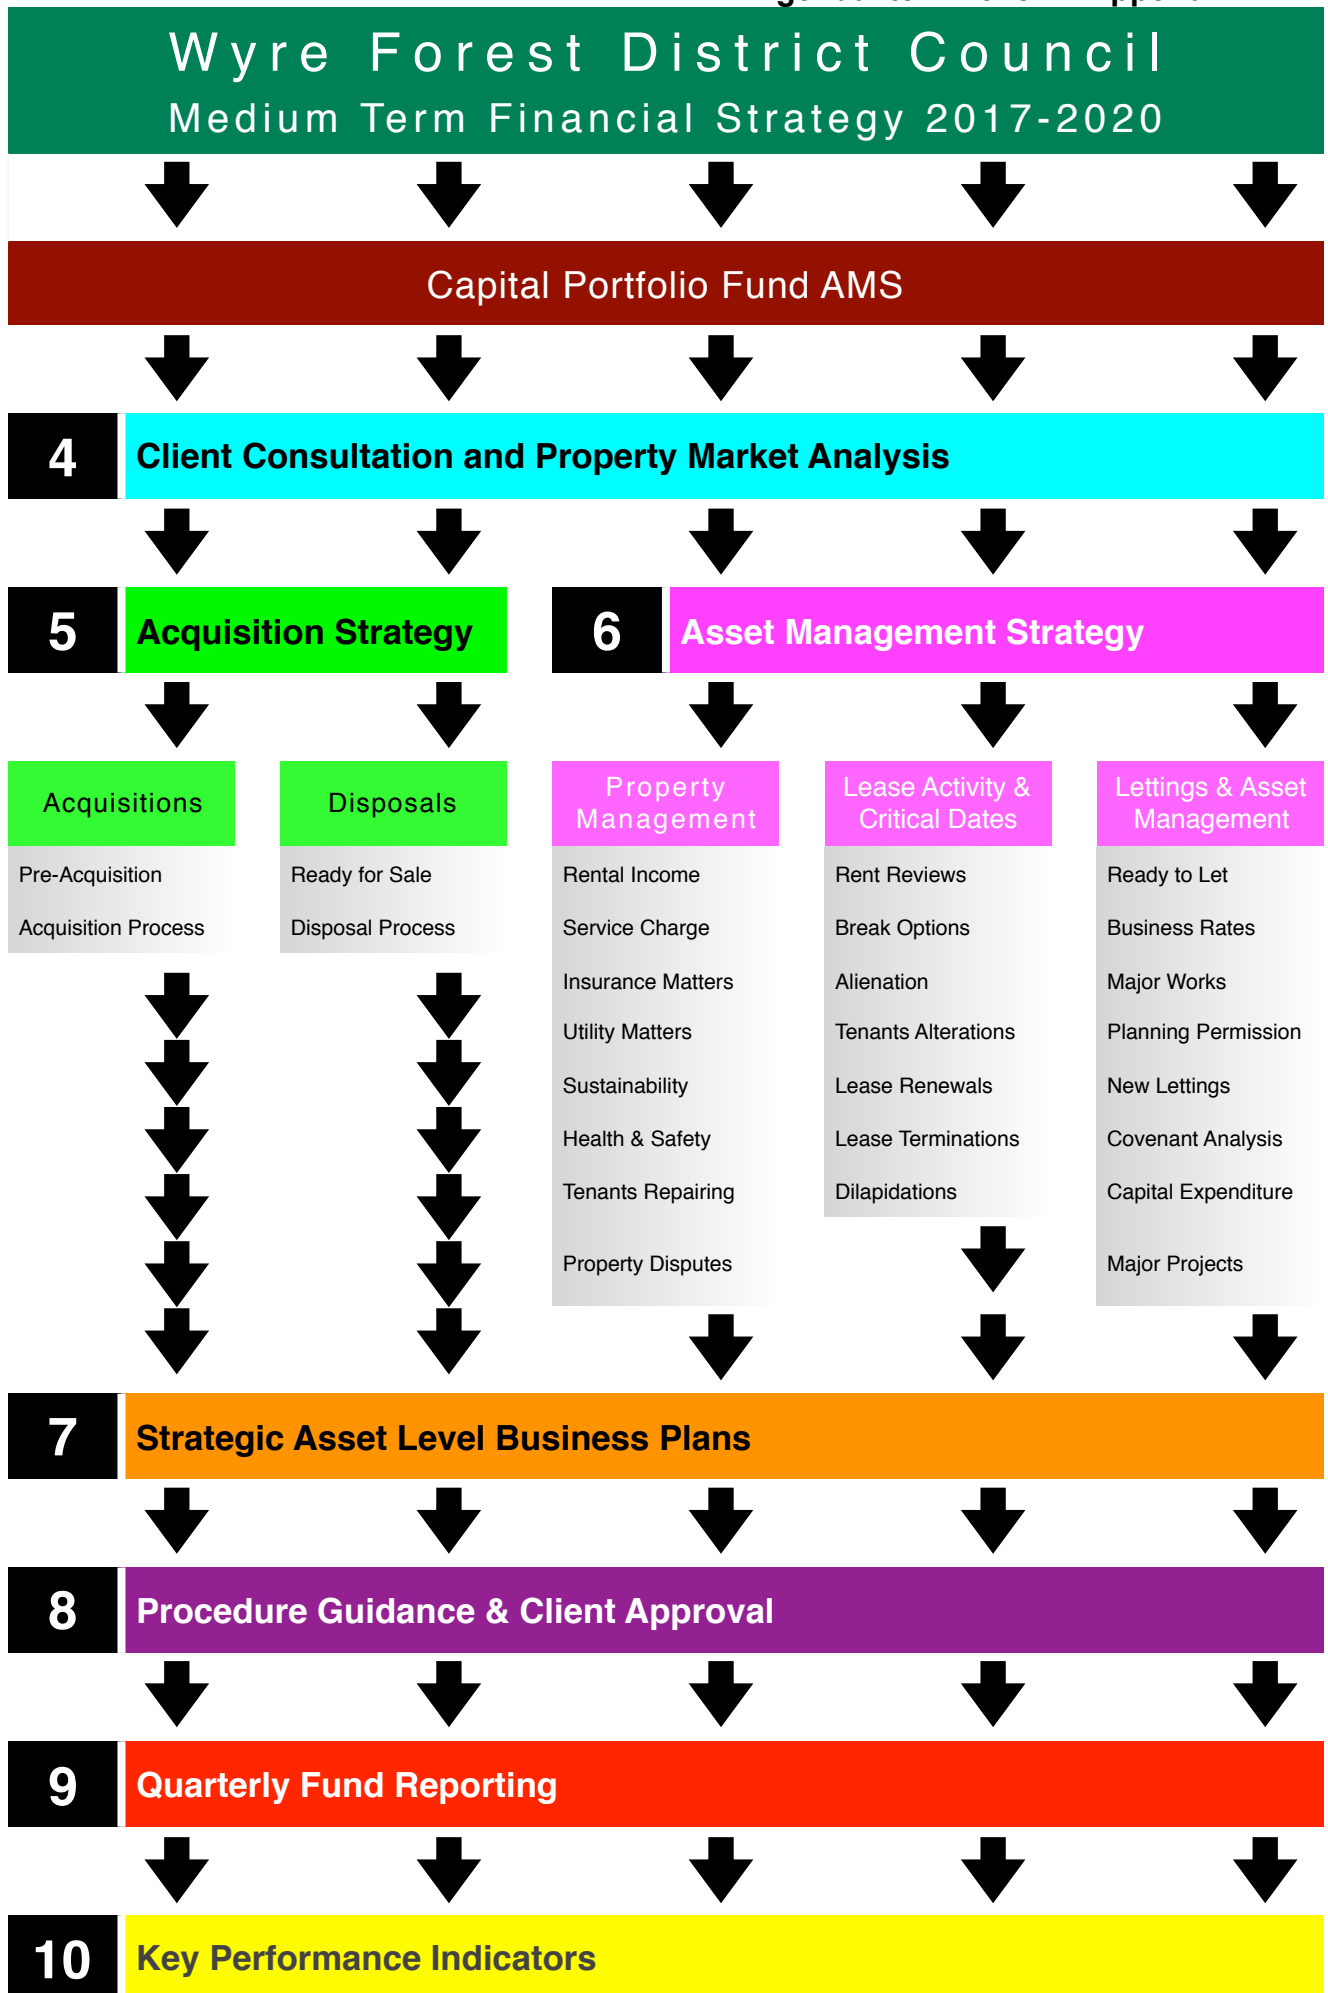 Wyre Forest District Council
Medium Term Financial Strategy 2017-2020
Capital Portfolio Fund AMS
4 Client Consultation and Property Market Analysis
5 Acquisition Strategy
6 Asset Management Strategy
Acquisitions
Pre-Acquisition
Acquisition Process
Disposals
Ready for Sale
Disposal Process
Property
Management
Rental Income
Service Charge
Insurance Matters
Utility Matters
Sustainability
Health & Safety
Tenants Repairing
Property Disputes
Lease Activity &
Critical Dates
Rent Reviews
Break Options
Alienation
Tenants Alterations
Lease Renewals
Lease Terminations
Dilapidations
Lettings & Asset
Management
Ready to Let
Business Rates
Major Works
Planning Permission
New Lettings
Covenant Analysis
Capital Expenditure
Major Projects
7 Strategic Asset Level Business Plans
8 Procedure Guidance & Client Approval
9 Quarterly Fund Reporting
10 Key Performance Indicators